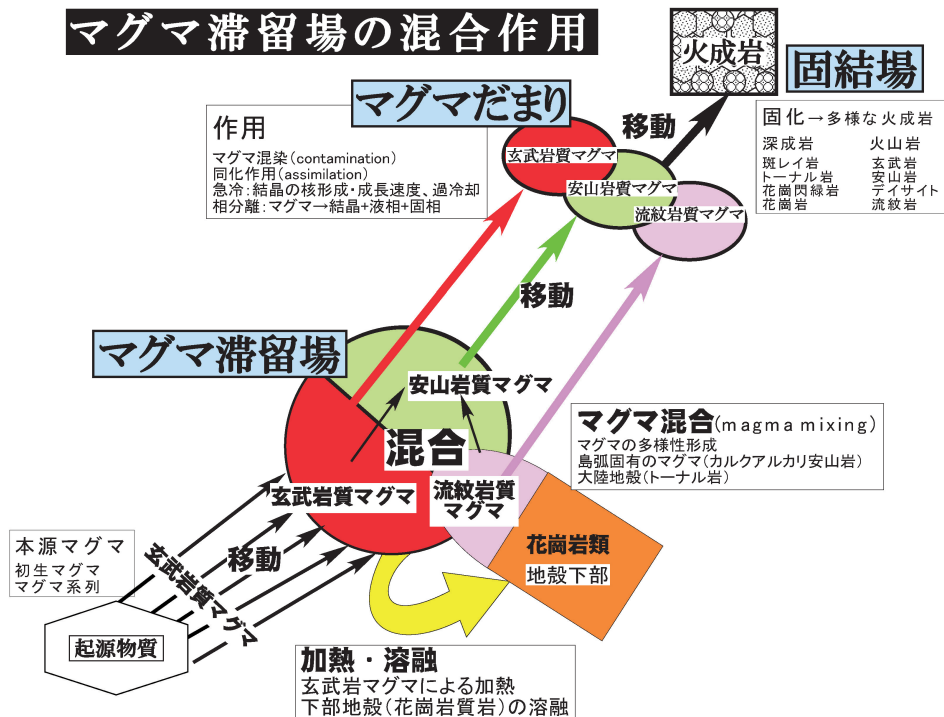 マグマ滞留場の混合作用
火成岩
固結場
マグマだまり
移動
作用
マグマ混染(contamination)
同化作用(assimilation)
急冷:結晶の核形成・成長速度、過冷却
相分離:マグマ→結晶+液相+固相
固化→多様な火成岩
深成岩 火山岩
斑レイ岩 玄武岩
トーナル岩 安山岩
花崗閃緑岩 デイサイト
花崗岩 流紋岩
玄武岩質マグマ
安山岩質マグマ
流紋岩質マグマ
移動
マグマ滞留場
安山岩質マグマ
混合
玄武岩質マグマ
流紋岩質
マグマ
マグマ混合(magma mixing)
マグマの多様性形成
島弧固有のマグマ(カルクアルカリ安山岩)
大陸地殻(トーナル岩)
花崗岩類
地殻下部
本源マグマ
初生マグマ
マグマ系列
移動
玄武岩質マグマ
起源物質
加熱・溶融
玄武岩マグマによる加熱
下部地殻(花崗岩質岩)の溶融